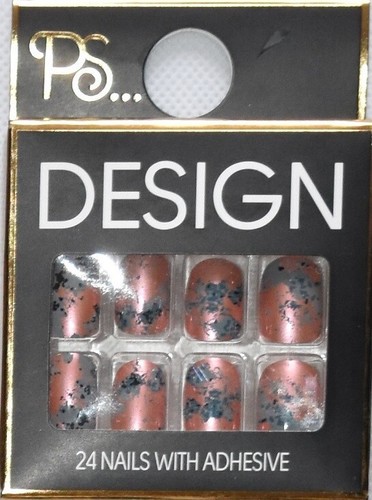 PS...
DESIGN
24 NAILS WITH ADHESIVE